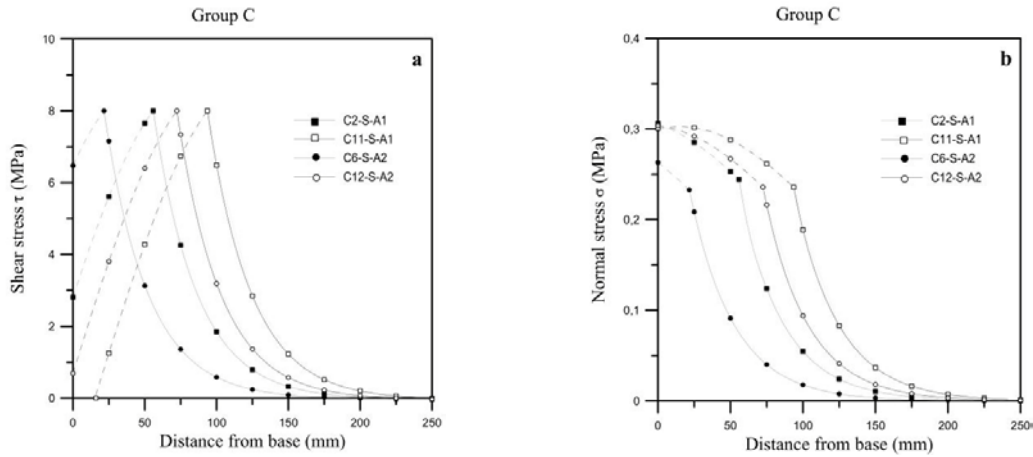 Group C
a
Shear stress τ (MPa)
10
8
6
4
2
0
C2-S-A1
C11-S-A1
C6-S-A2
C12-S-A2
0 50 100 150 200 250
Distance from base (mm)
Group C
b
Normal stress σ (MPa)
0,4
0,3
0,2
0,1
0
C2-S-A1
C11-S-A1
C6-S-A2
C12-S-A2
0 50 100 150 200 250
Distance from base (mm)